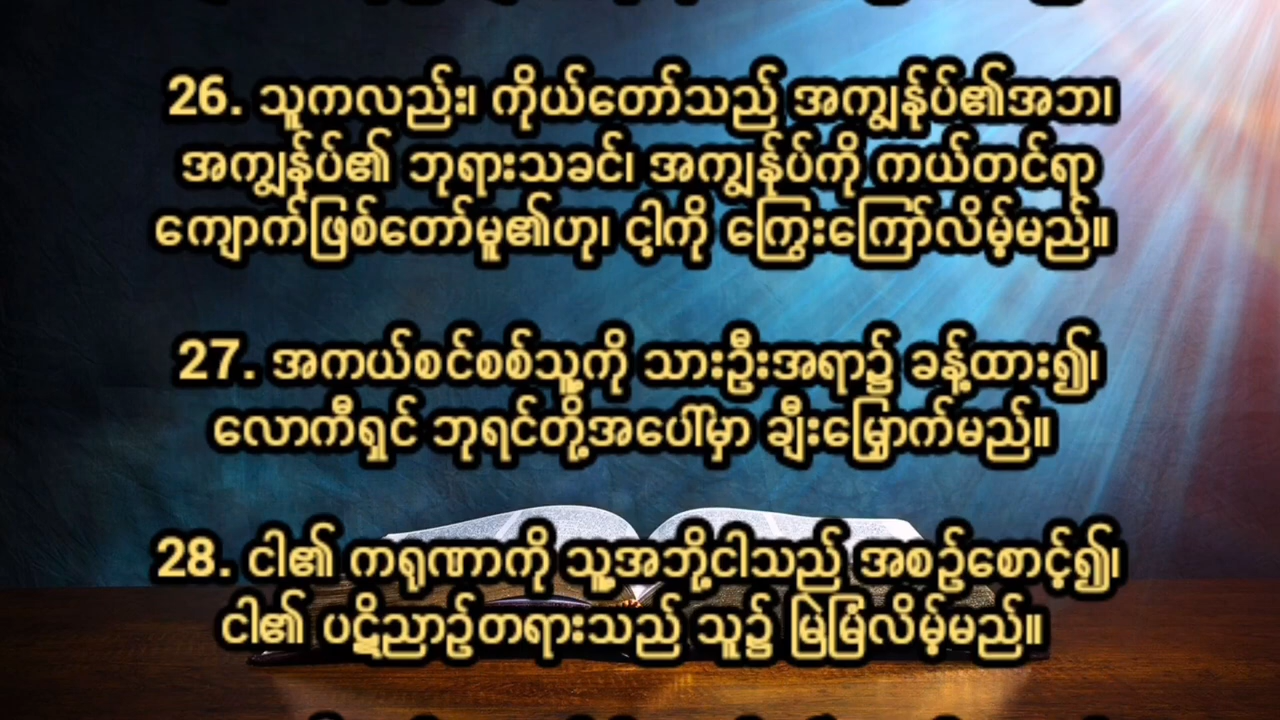 26. သူကလည်း၊ ကိုယ်တော်သည် အကျွန်ုပ်၏အဘ၊
အကျွန်ုပ်၏ ဘုရားသခင်၊ အကျွန်ုပ်ကို ကယ်တင်ရာ
ကျောက်ဖြစ်တော်မူ၏ဟု၊ ငါ့ကို ကြွေးကြော်လိမ့်မည်။
27. အကယ်စင်စစ်သူ့ကို သားဦးအရာ၌ ခန့်ထား၍၊
လောကီရှင် ဘုရင်တို့အပေါ်မှာ ချီးမြှောက်မည်။
28. ငါ၏ ကရုဏာကို သူ့အဘို့ငါသည် အစဉ်စောင့်၍၊
ငါ၏ ပဋိညာဉ်တရားသည် သူ၌ မြဲမြံလိမ့်မည်။